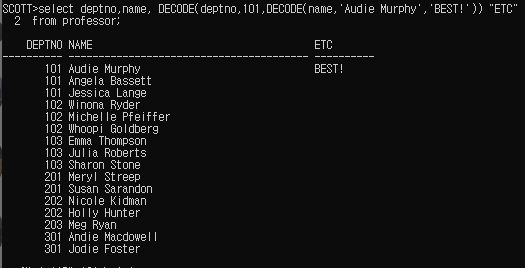 SCOTT>select deptno,name, DECODE(deptno,101,DECODE(name,'Audie Murphy','BEST!')) "ETC"
  2  from professor;
    DEPTNO NAME                                     ETC
---------- ---------------------------------------- ----------
       101 Audie Murphy                             BEST!
       101 Angela Bassett
       101 Jessica Lange
       102 Winona Ryder
       102 Michelle Pfeiffer
       102 Whoopi Goldberg
       103 Emma Thompson
       103 Julia Roberts
       103 Sharon Stone
       201 Meryl Streep
       201 Susan Sarandon
       202 Nicole Kidman
       202 Holly Hunter
       203 Meg Ryan
       301 Andie Macdowell
       301 Jodie Foster